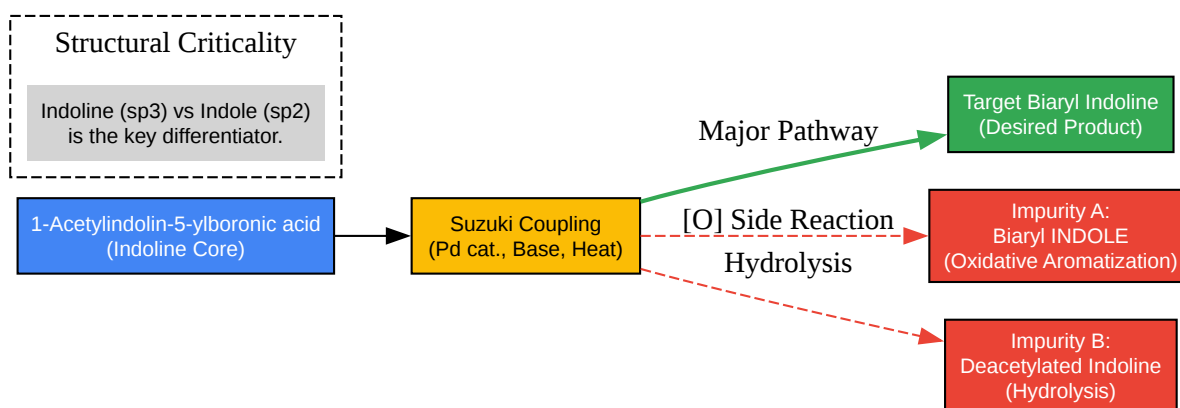 Structural Criticality
Indoline (sp3) vs Indole (sp2)
is the key differentiator.
1-Acetylindolin-5-ylboronic acid
(Indoline Core)
Suzuki Coupling
(Pd cat., Base, Heat)
Major Pathway
[O] Side Reaction
Hydrolysis
Target Biaryl Indoline
(Desired Product)
Impurity A:
Biaryl INDOLE
(Oxidative Aromatization)
Impurity B:
Deacetylated Indoline
(Hydrolysis)